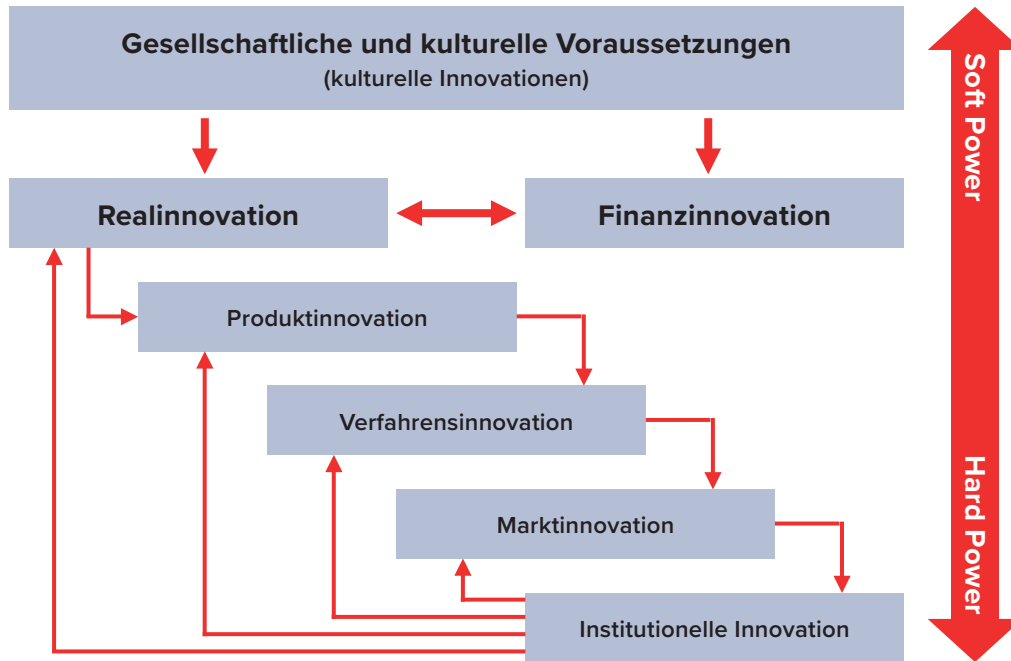 Gesellschaftliche und kulturelle Voraussetzungen
(kulturelle Innovationen)
Soft Power
Realinnovation
Finanzinnovation
Produktinnovation
Verfahrensinnovation
Marktinnovation
Hard Power
Institutionelle Innovation